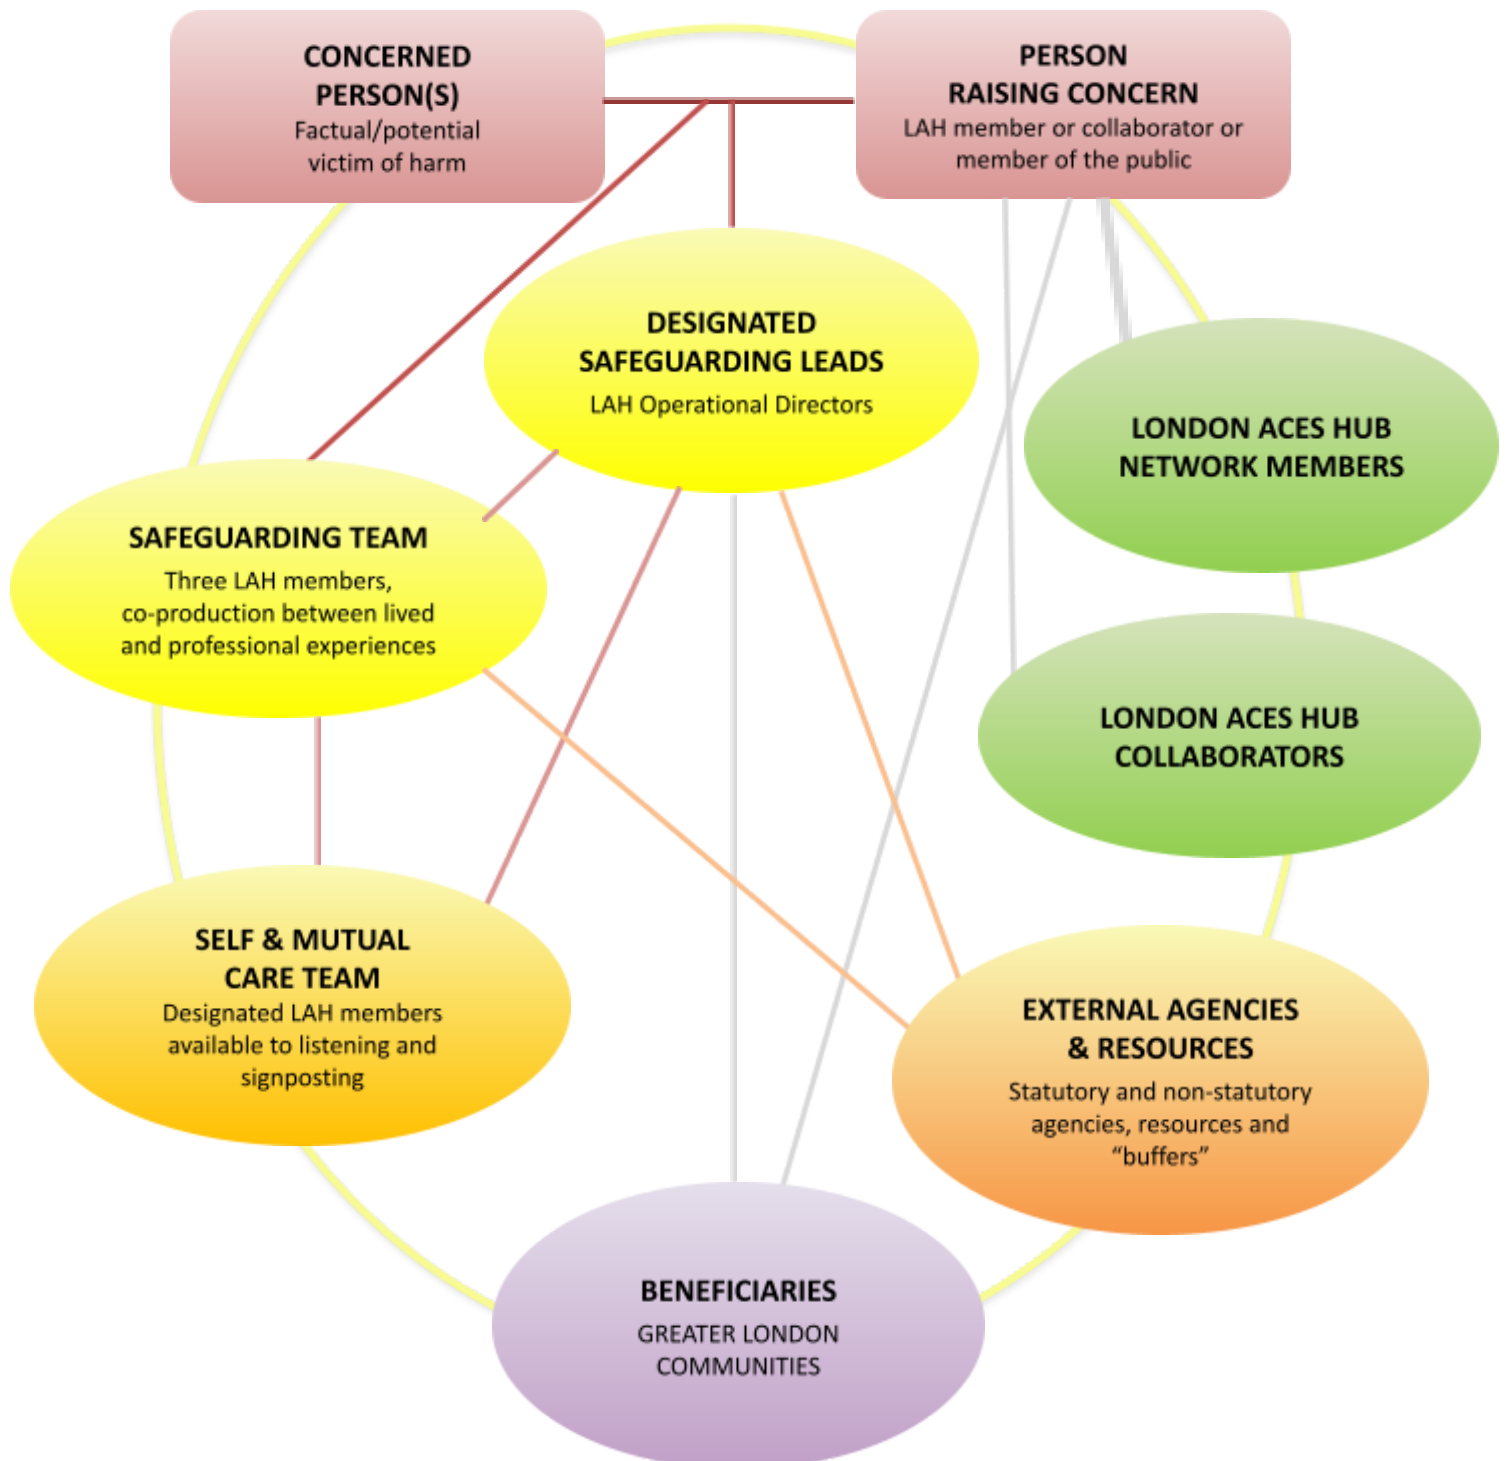 CONCERNED
PERSON(S)
Factual/potential
victim of harm
PERSON
RAISING CONCERN
LAH member or collaborator or
member of the public
DESIGNATED
SAFEGUARDING LEADS
LAH Operational Directors
LONDON ACES HUB
NETWORK MEMBERS
SAFEGUARDING TEAM
Three LAH members,
co-production between lived
and professional experiences
LONDON ACES HUB
COLLABORATORS
SELF & MUTUAL
CARE TEAM
Designated LAH members
available to listening and
signposting
EXTERNAL AGENCIES
& RESOURCES
Statutory and non-statutory
agencies, resources and
“buffers”
BENEFICIARIES
GREATER LONDON
COMMUNITIES